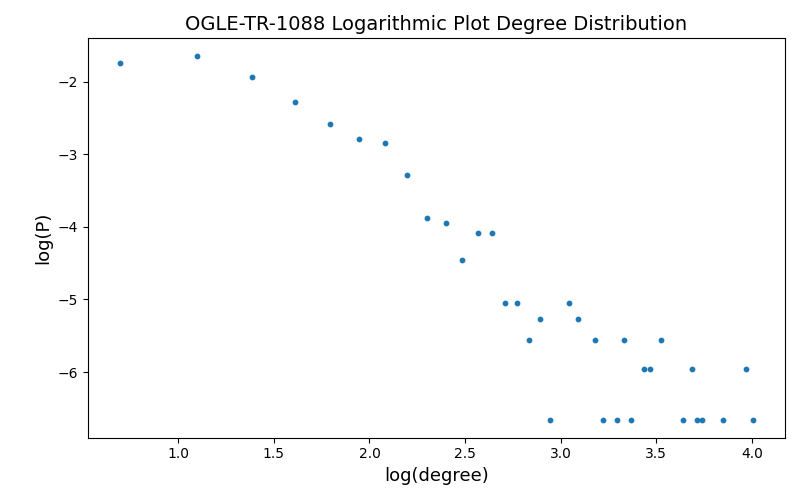 OGLE-TR-1088 Logarithmic Plot Degree Distribution
log(P)
−2
−3
−4
−5
−6
1.0 1.5 2.0 2.5 3.0 3.5 4.0
log(degree)